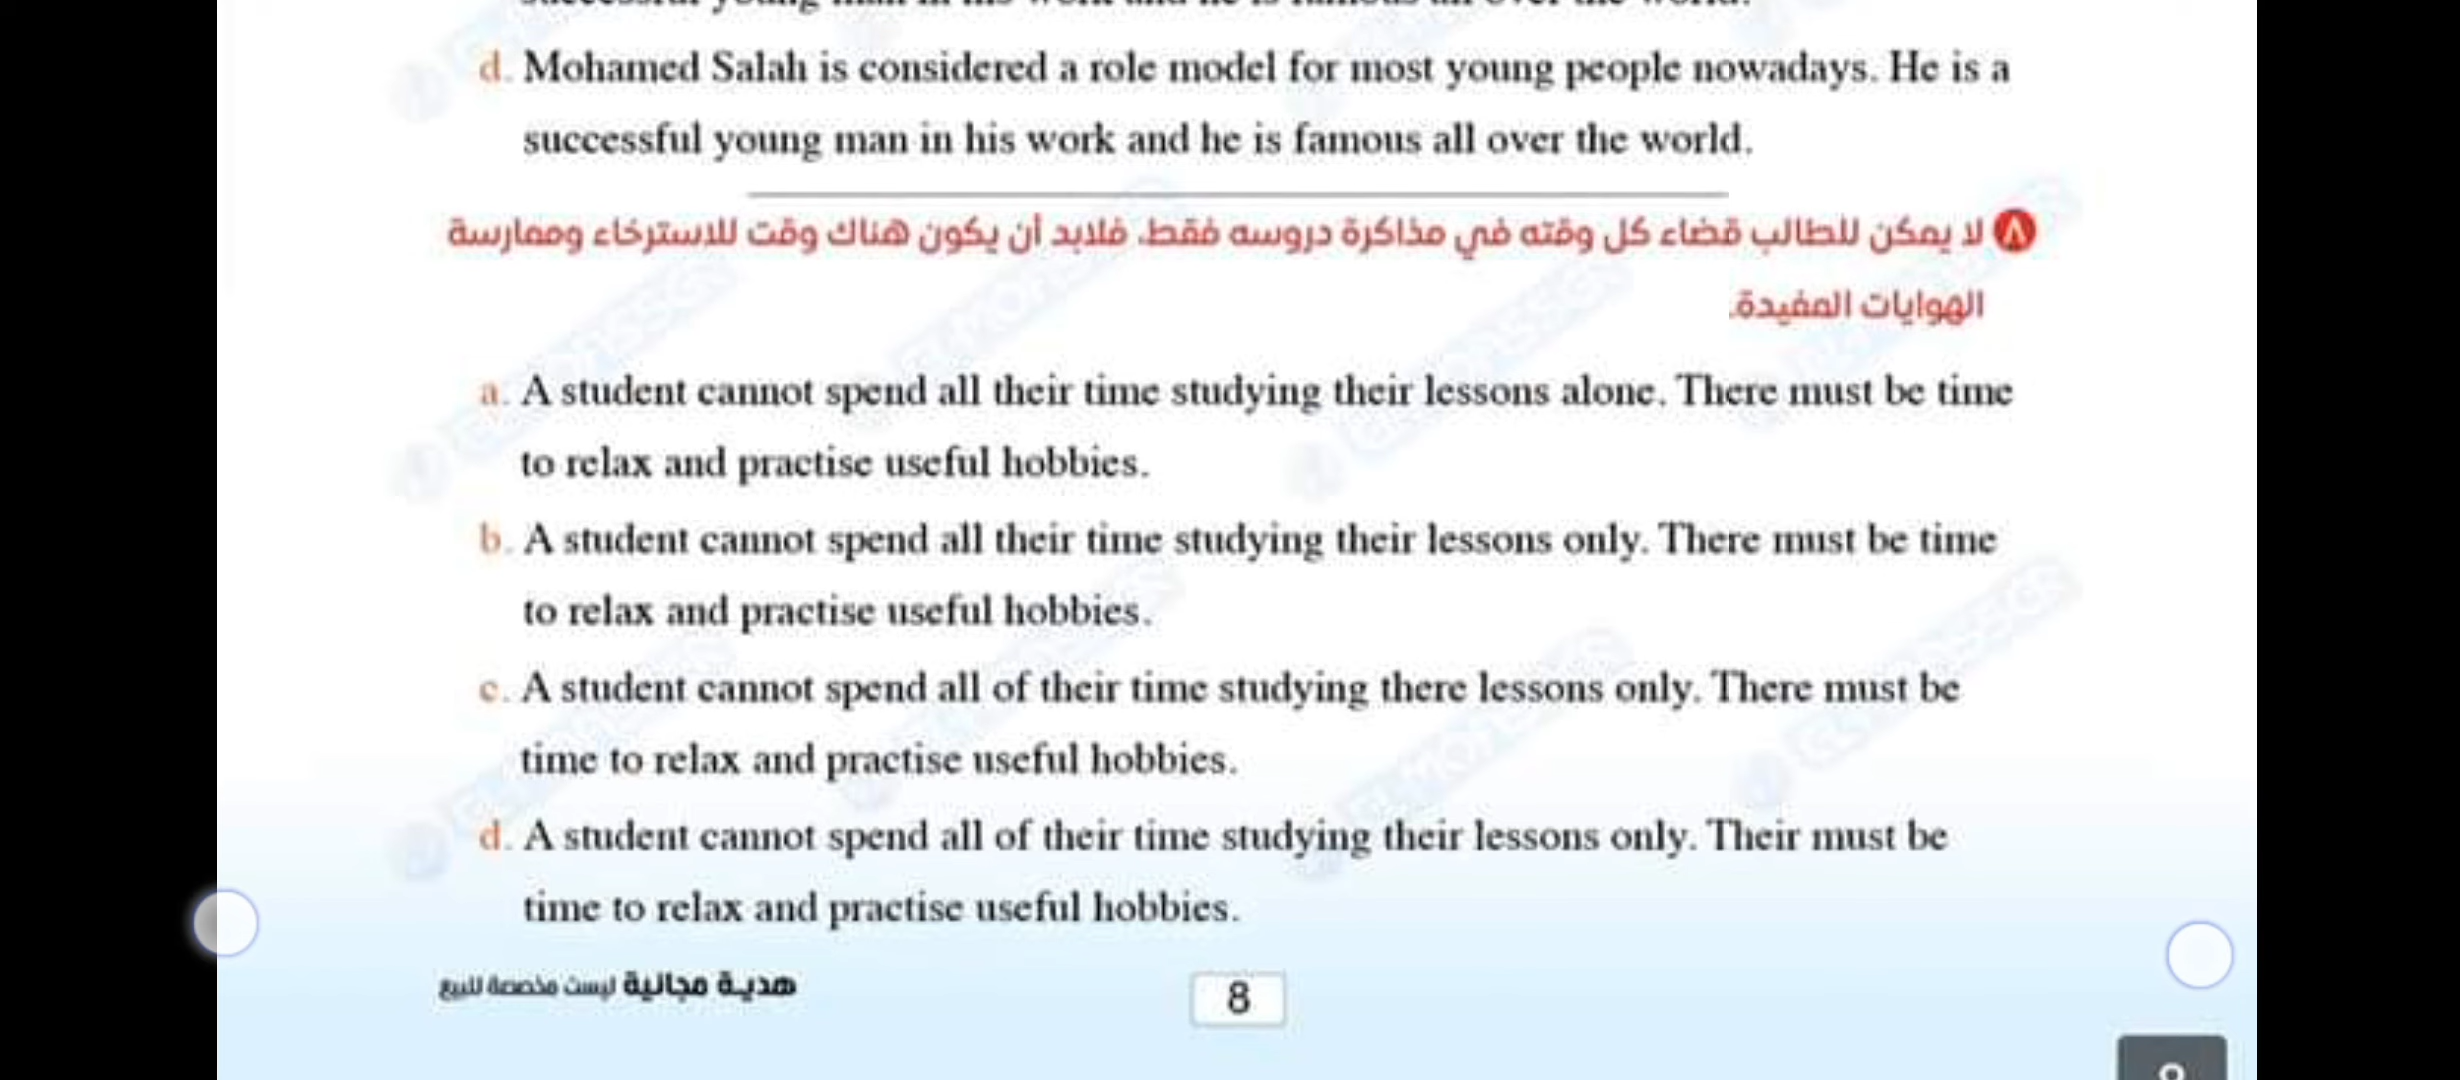 d. Mohamed Salah is considered a role model for most young people nowadays. He is a
successful young man in his work and he is famous all over the world.
٨ لا يمكن للطالب قضاء كل وقته في مذاكرة دروسه فقط. فلابد أن يكون هناك وقت للاسترخاء وممارسة
الهوايات المفيدة.
a. A student cannot spend all their time studying their lessons alone. There must be time
to relax and practise useful hobbies.
b. A student cannot spend all their time studying their lessons only. There must be time
to relax and practise useful hobbies.
c. A student cannot spend all of their time studying there lessons only. There must be
time to relax and practise useful hobbies.
d. A student cannot spend all of their time studying their lessons only. Their must be
time to relax and practise useful hobbies.
هدية مجانية ليست مخصصة للبيع
8